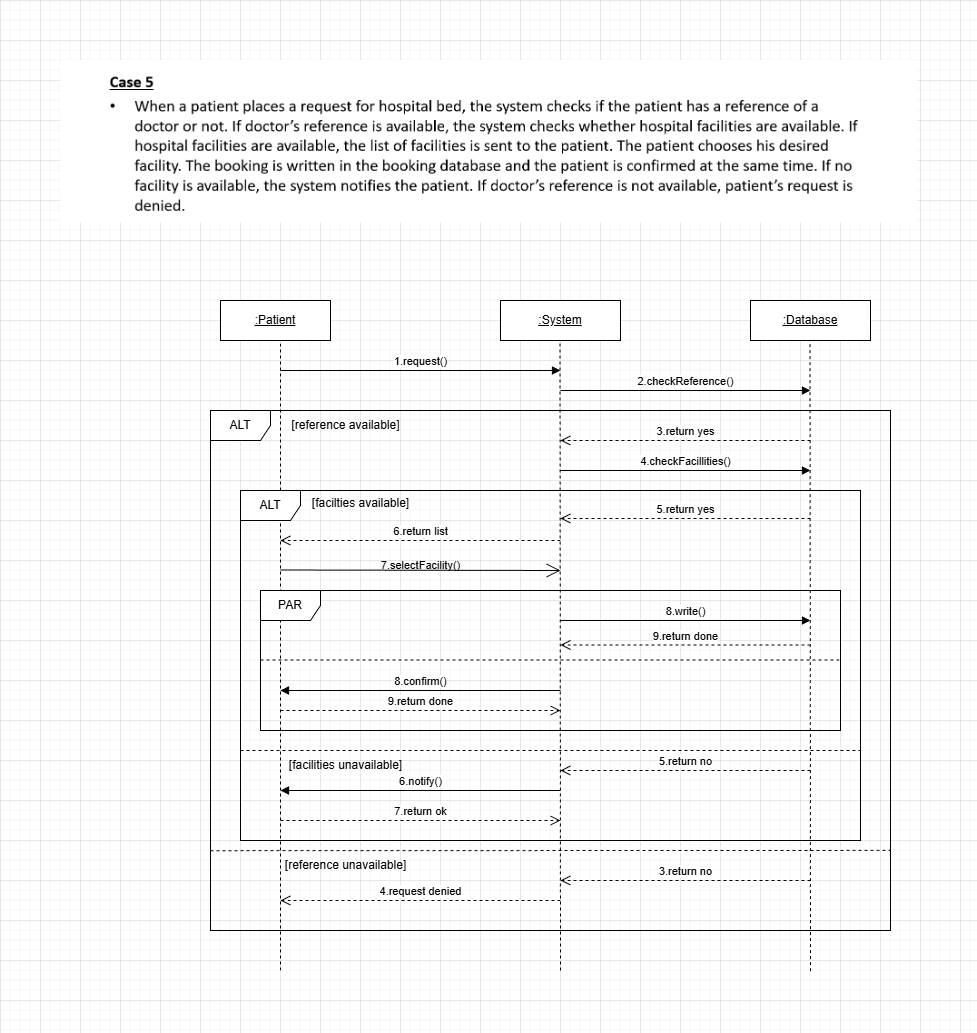 Case 5
• When a patient places a request for hospital bed, the system checks if the patient has a reference of a
doctor or not. If doctor's reference is available, the system checks whether hospital facilities are available. If
hospital facilities are available, the list of facilities is sent to the patient. The patient chooses his desired
facility. The booking is written in the booking database and the patient is confirmed at the same time. If no
facility is available, the system notifies the patient. If doctor's reference is not available, patient's request is
denied.
:Patient
:System
:Database
1.request()
2.checkReference()
ALT
[reference available]
3.return yes
4.checkFacillities()
ALT
[facilties available]
5.return yes
6.return list
7.selectFacility()
PAR
8.write()
9.return done
8.confirm()
9.return done
[facilities unavailable]
5.return no
6.notify()
7.return ok
[reference unavailable]
3.return no
4.request denied